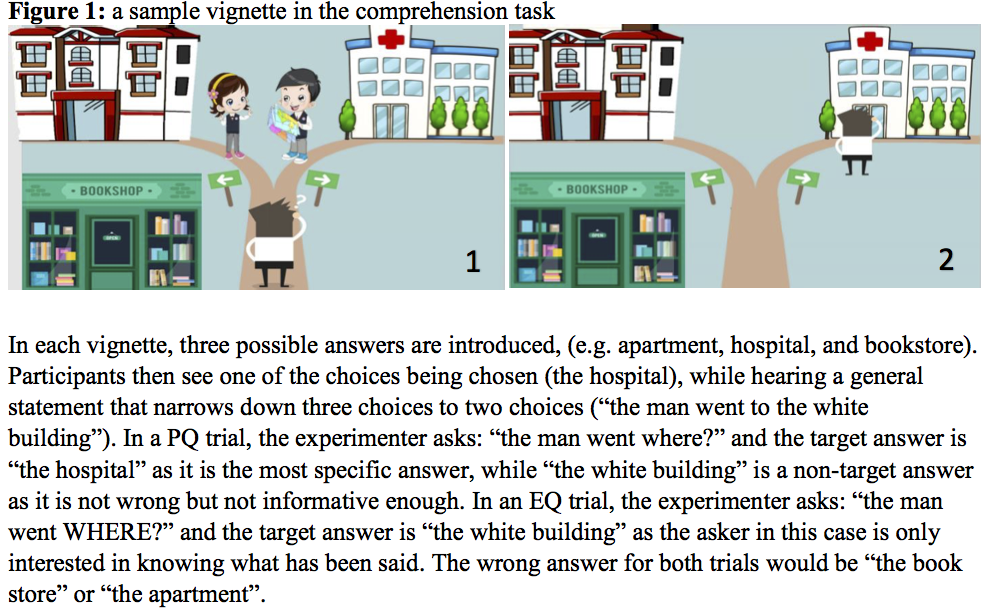 Figure 1: a sample vignette in the comprehension task
• BOOKSHOP •
OPEN
?
1
• BOOKSHOP •
OPEN
2
In each vignette, three possible answers are introduced, (e.g. apartment, hospital, and bookstore).
Participants then see one of the choices being chosen (the hospital), while hearing a general
statement that narrows down three choices to two choices (“the man went to the white
building”). In a PQ trial, the experimenter asks: “the man went where?” and the target answer is
“the hospital” as it is the most specific answer, while “the white building” is a non-target answer
as it is not wrong but not informative enough. In an EQ trial, the experimenter asks: “the man
went WHERE?” and the target answer is “the white building” as the asker in this case is only
interested in knowing what has been said. The wrong answer for both trials would be “the book
store” or “the apartment”.